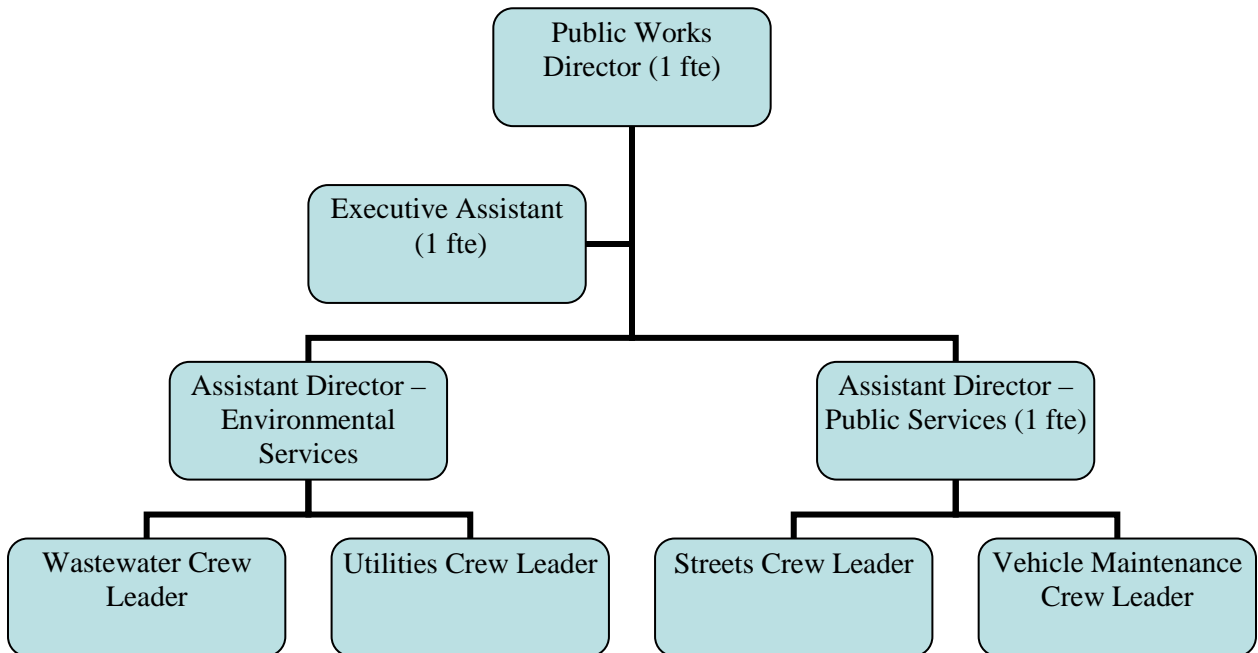 Public Works
Director (1 fte)
Executive Assistant
(1 fte)
Assistant Director –
Environmental
Services
Assistant Director –
Public Services (1 fte)
Wastewater Crew
Leader
Utilities Crew Leader
Streets Crew Leader
Vehicle Maintenance
Crew Leader